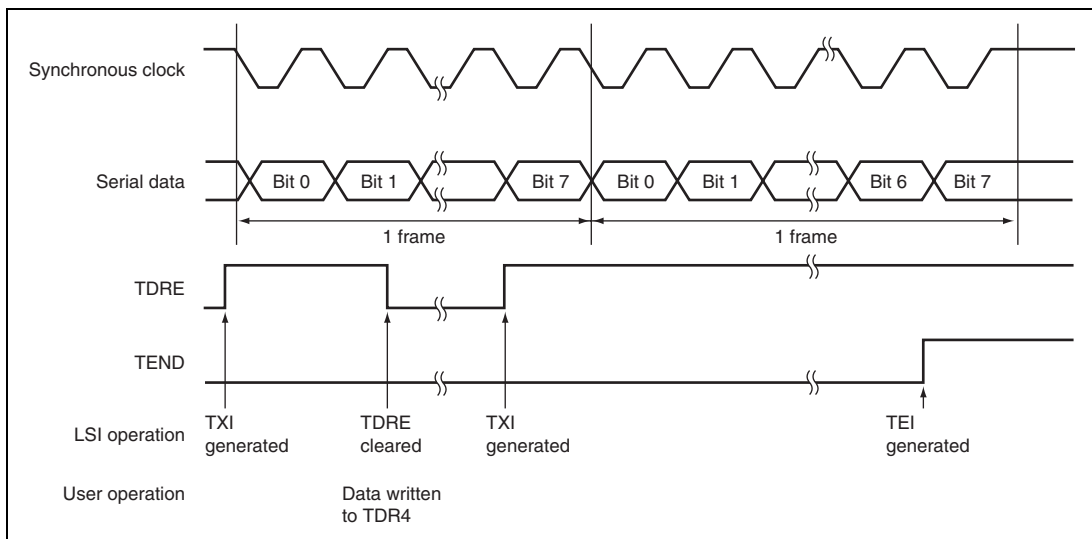 Synchronous clock
Serial data
Bit 0 Bit 1 Bit 7 Bit 0 Bit 1 Bit 6 Bit 7
1 frame 1 frame
TDRE
TEND
LSI operation
TXI generated
TDRE cleared
TXI generated
TEI generated
User operation
Data written
to TDR4